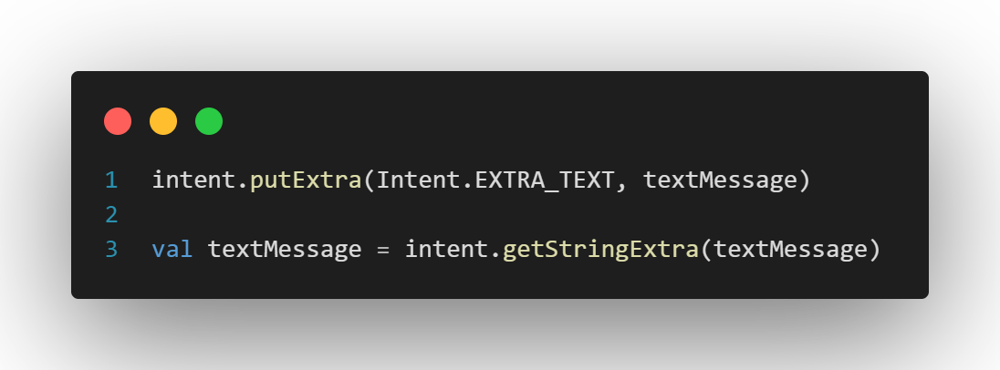 1 intent.putExtra(Intent.EXTRA_TEXT, textMessage)
2
3 val textMessage = intent.getStringExtra(textMessage)